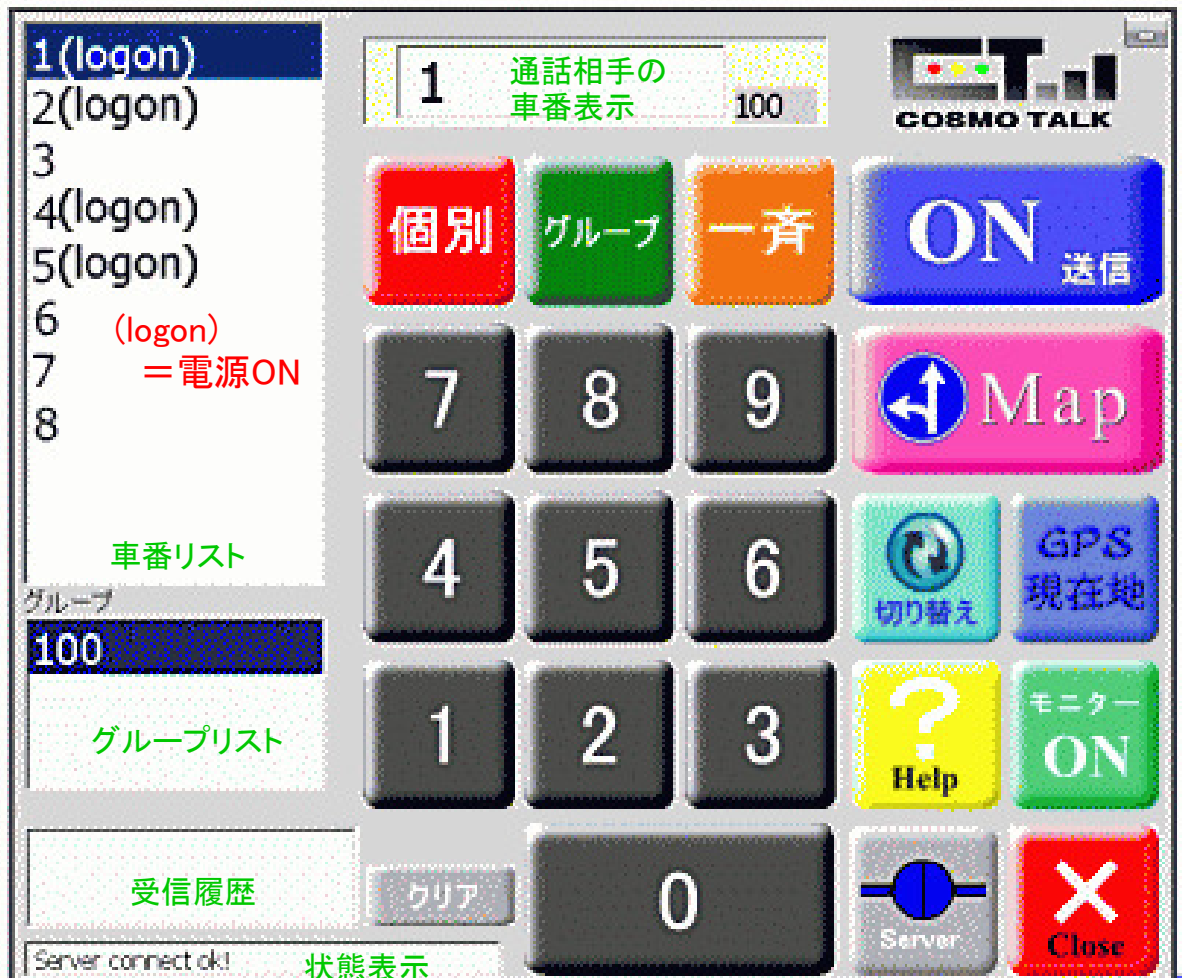 1(logon)
2(logon)
3
4(logon)
5(logon)
6
7
8
(logon)
＝電源ON
車番リスト
グループ
100
グループリスト
受信履歴
Server connect ok!
状態表示
1
通話相手の
車番表示
100
COSMO TALK
個別
グループ
一斉
ON
送信
7
8
9
Map
4
5
6
切り替え
GPS
現在地
1
2
3
?
Help
モニター
ON
クリア
0
Server
Close